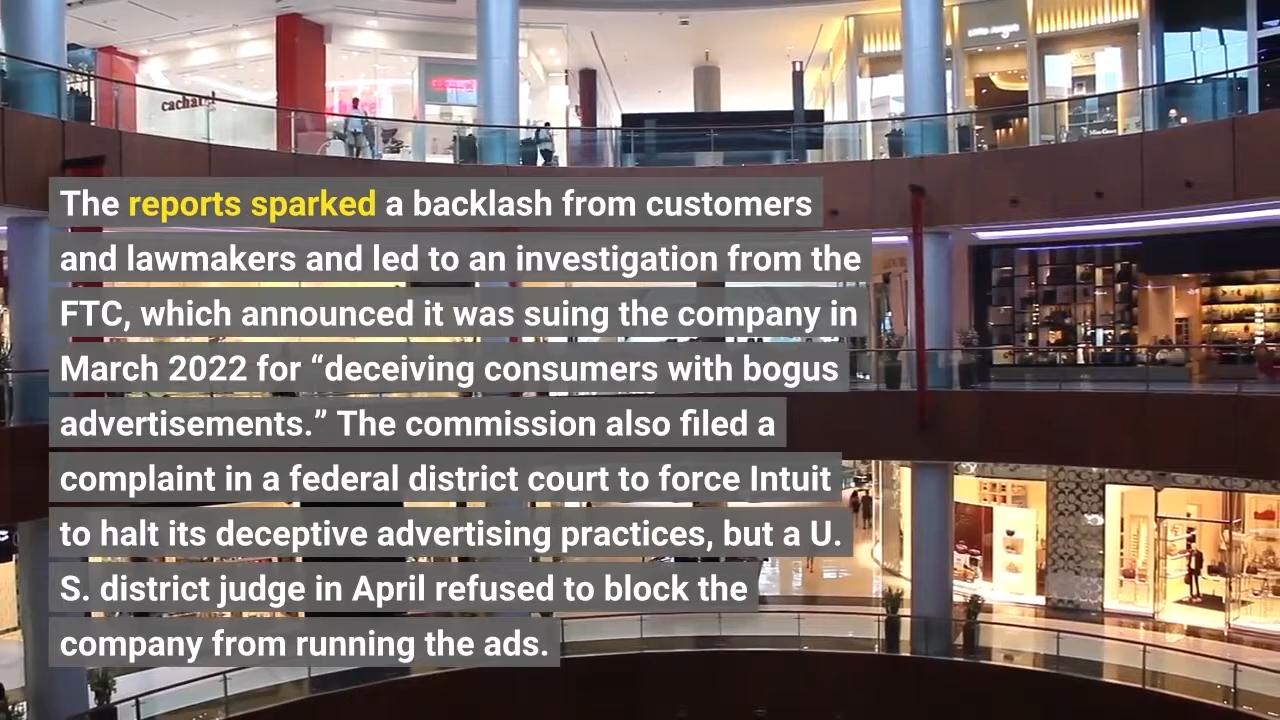 cacharel
The reports sparked a backlash from customers
and lawmakers and led to an investigation from the
FTC, which announced it was suing the company in
March 2022 for “deceiving consumers with bogus
advertisements.” The commission also filed a
complaint in a federal district court to force Intuit
to halt its deceptive advertising practices, but a U.
S. district judge in April refused to block the
company from running the ads.